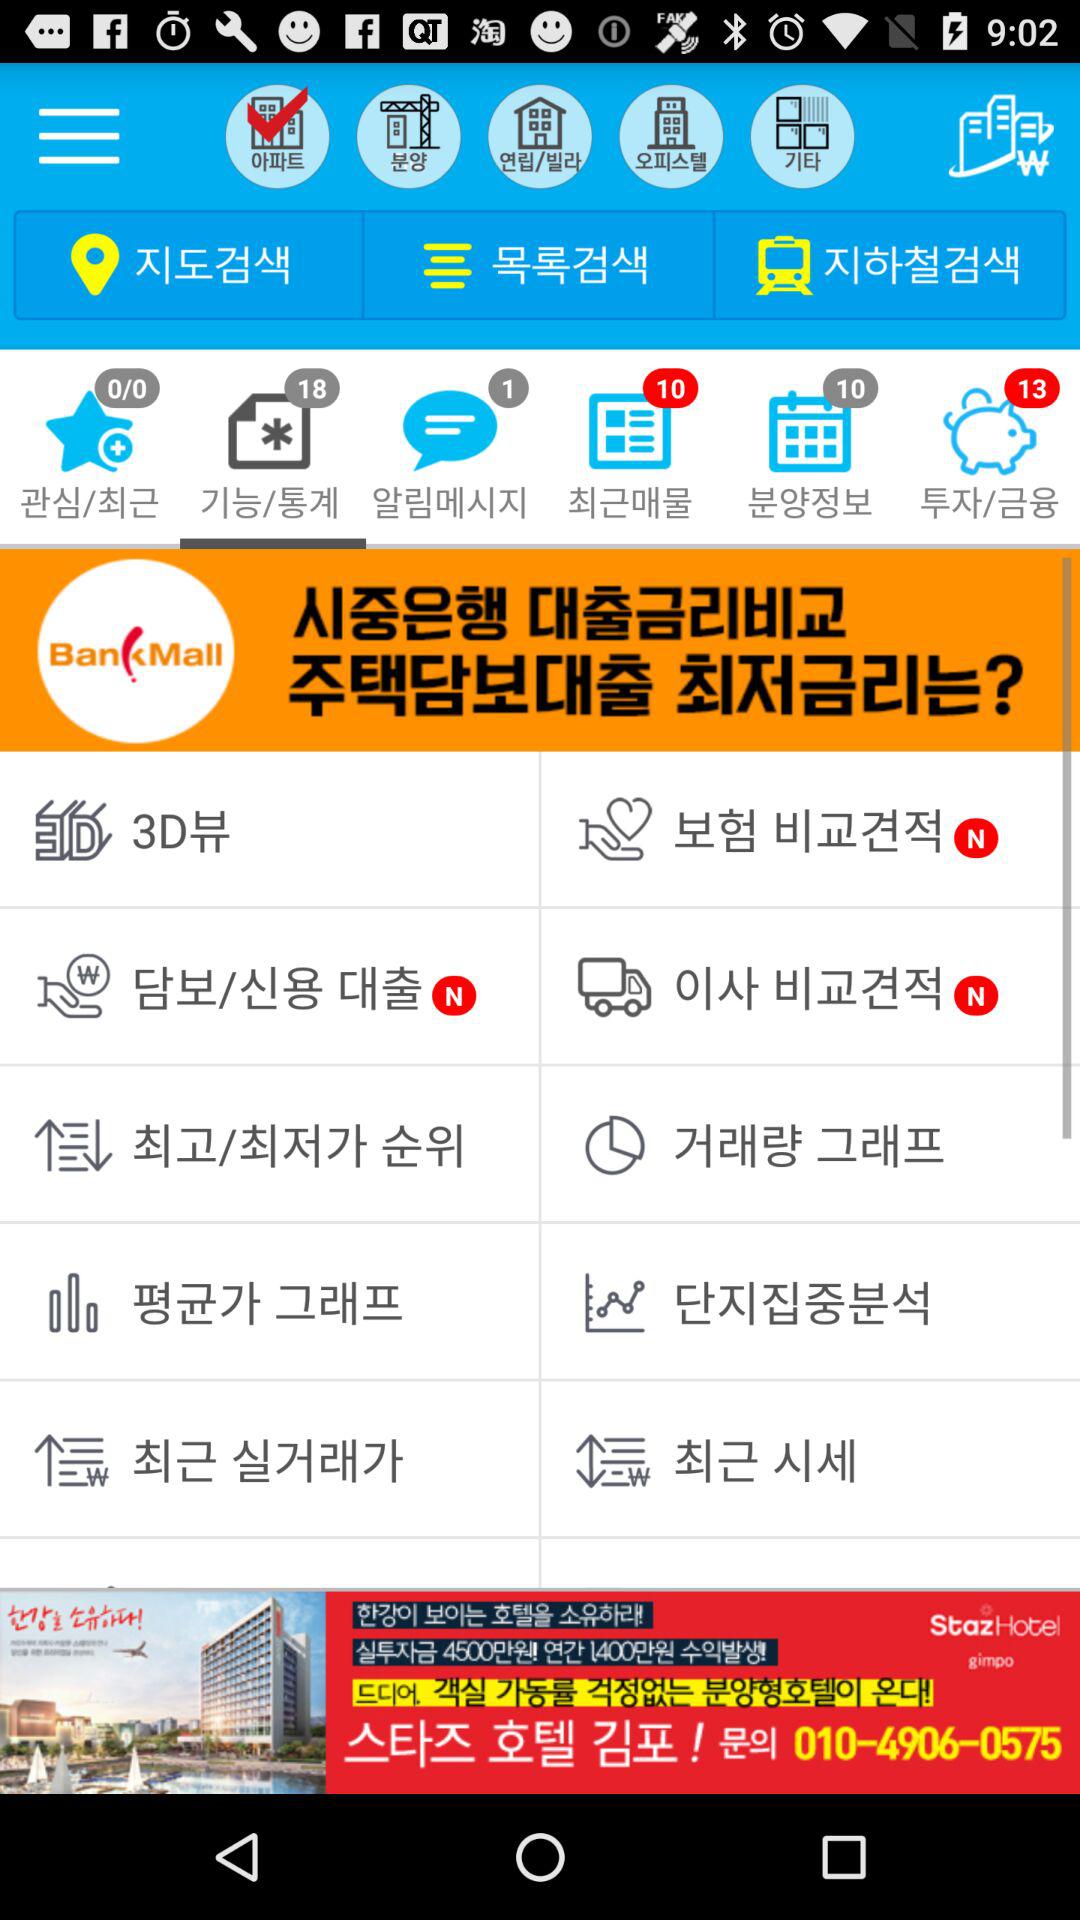 QT 淘 FAKE 9:02
아파트 분양 연립/빌라 오피스텔 기타 ₩
지도검색 목록검색 지하철검색
0/0 18 1 10 10 13
관심/최근 기능/통계 알림메시지 최근매물 분양정보 투자/금융
BankMall
시중은행 대출금리비교
주택담보대출 최저금리는?
3D뷰
보험 비교견적 N
담보/신용 대출 N
이사 비교견적 N
최고/최저가 순위
거래량 그래프
평균가 그래프
단지집중분석
최근 실거래가
최근 시세
한강을 소유하다!
한강이 보이는 호텔을 소유하라!
실투자금 4500만원! 연간 1,400만원 수익발생!
드디어, 객실 가동률 걱정없는 분양형호텔이 온다!
스타즈 호텔 김포! 문의 010-4906-0575
StazHotel
gimpo